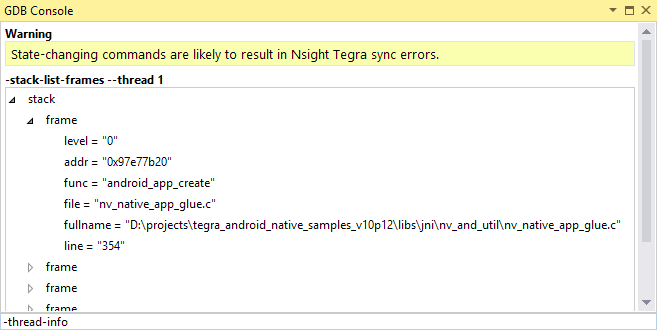 GDB Console
Warning
State-changing commands are likely to result in Nsight Tegra sync errors.
-stack-list-frames --thread 1
stack
frame
level = "0"
addr = "0x97e77b20"
func = "android_app_create"
file = "nv_native_app_glue.c"
fullname = "D:\projects\tegra_android_native_samples_v10p12\libs\jni\nv_and_util\nv_native_app_glue.c"
line = "354"
frame
frame
frame
-thread-info